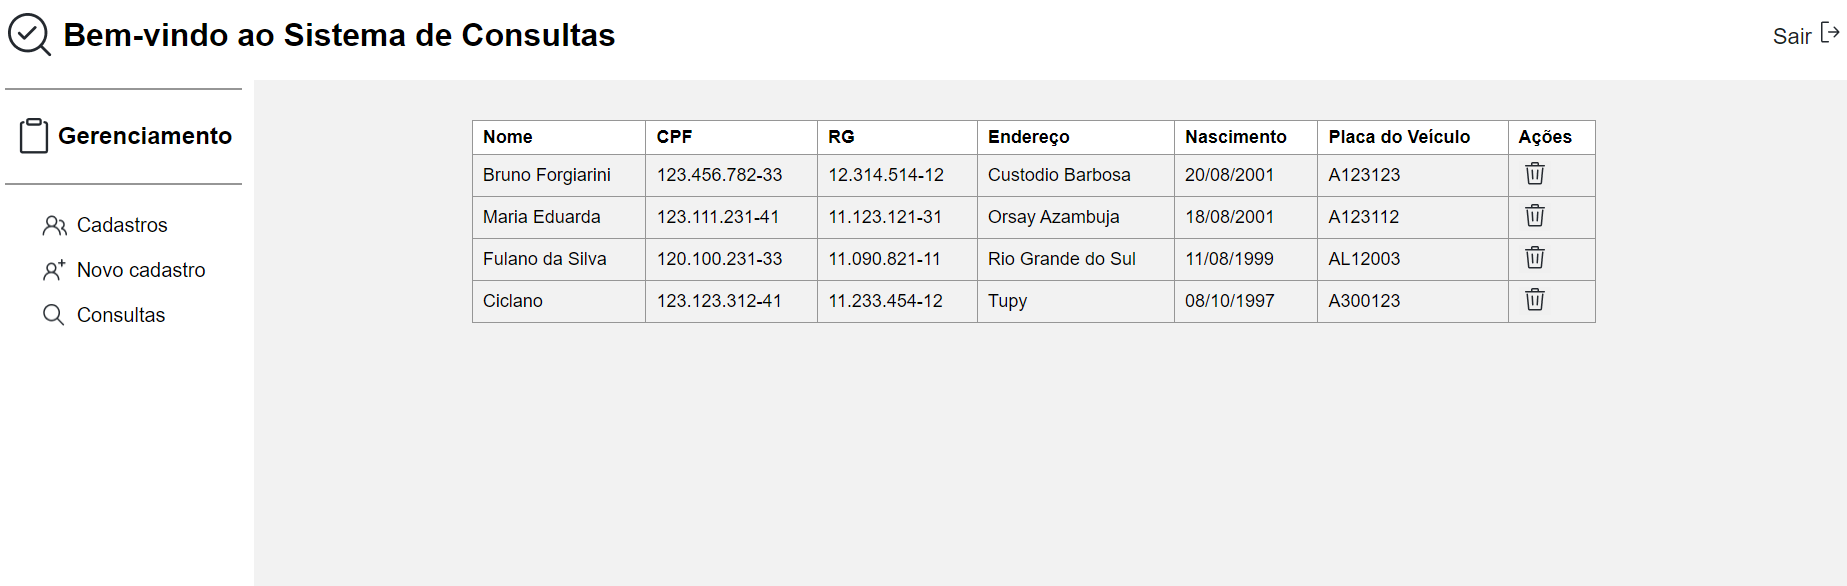 Bem-vindo ao Sistema de Consultas
Sair
Gerenciamento
Cadastros
Novo cadastro
Consultas
Nome CPF RG Endereço Nascimento Placa do Veículo Ações
Bruno Forgiarini 123.456.782-33 12.314.514-12 Custodio Barbosa 20/08/2001 A123123
Maria Eduarda 123.111.231-41 11.123.121-31 Orsay Azambuja 18/08/2001 A123112
Fulano da Silva 120.100.231-33 11.090.821-11 Rio Grande do Sul 11/08/1999 AL12003
Ciclano 123.123.312-41 11.233.454-12 Tupy 08/10/1997 A300123